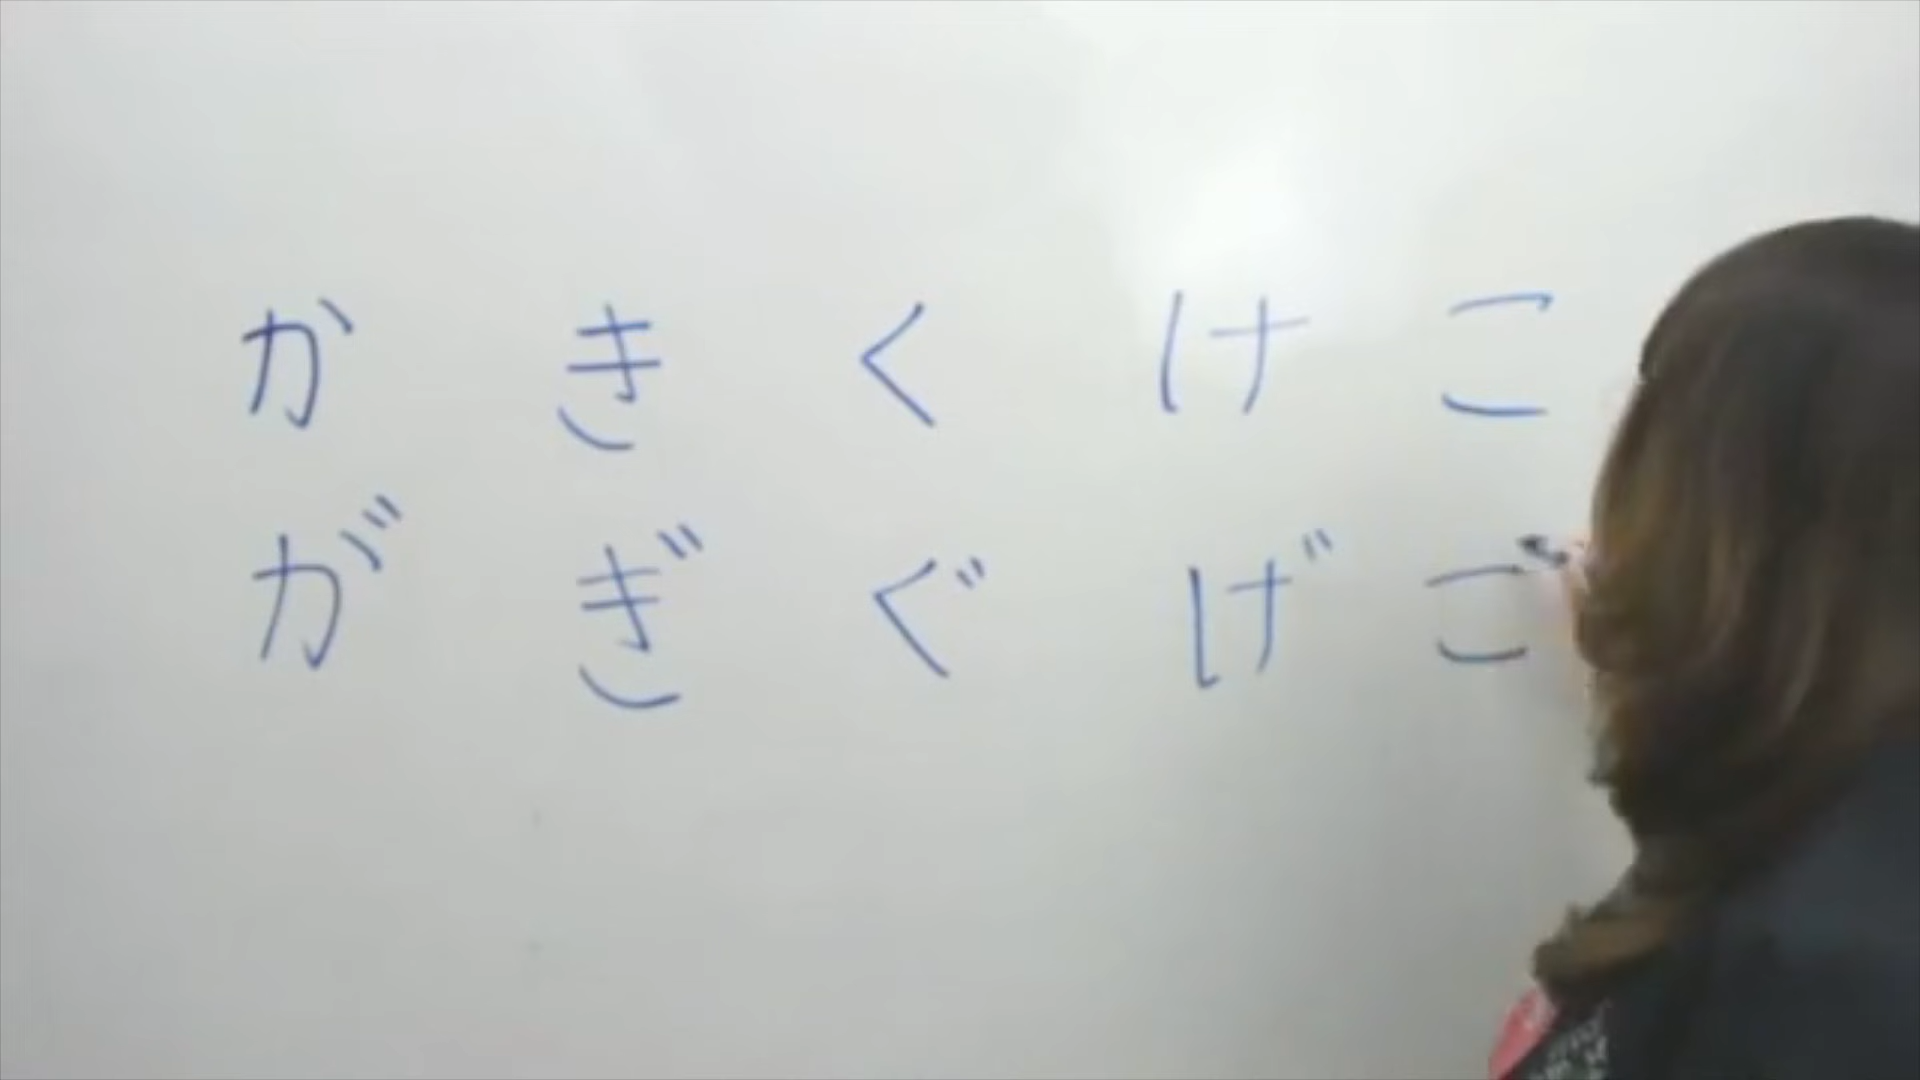 か き く け こ
が ぎ ぐ げ ご